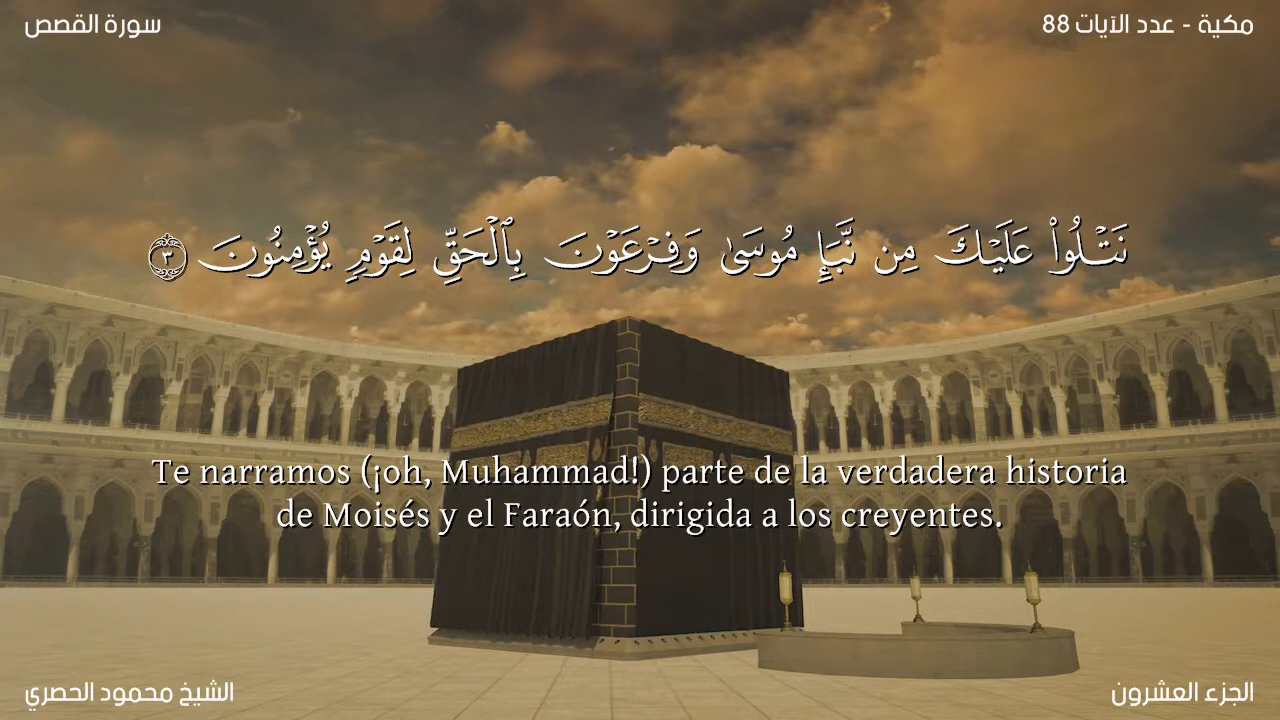 مكية - عدد الآيات 88
سورة القصص
نَتْلُوا۟ عَلَيْكَ مِن نَّبَإِ مُوسَىٰ وَفِرْعَوْنَ بِٱلْحَقِّ لِقَوْمٍ يُؤْمِنُونَ ٣
Te narramos (¡oh, Muhammad!) parte de la verdadera historia
de Moisés y el Faraón, dirigida a los creyentes.
الجزء العشرون
الشيخ محمود الحصري